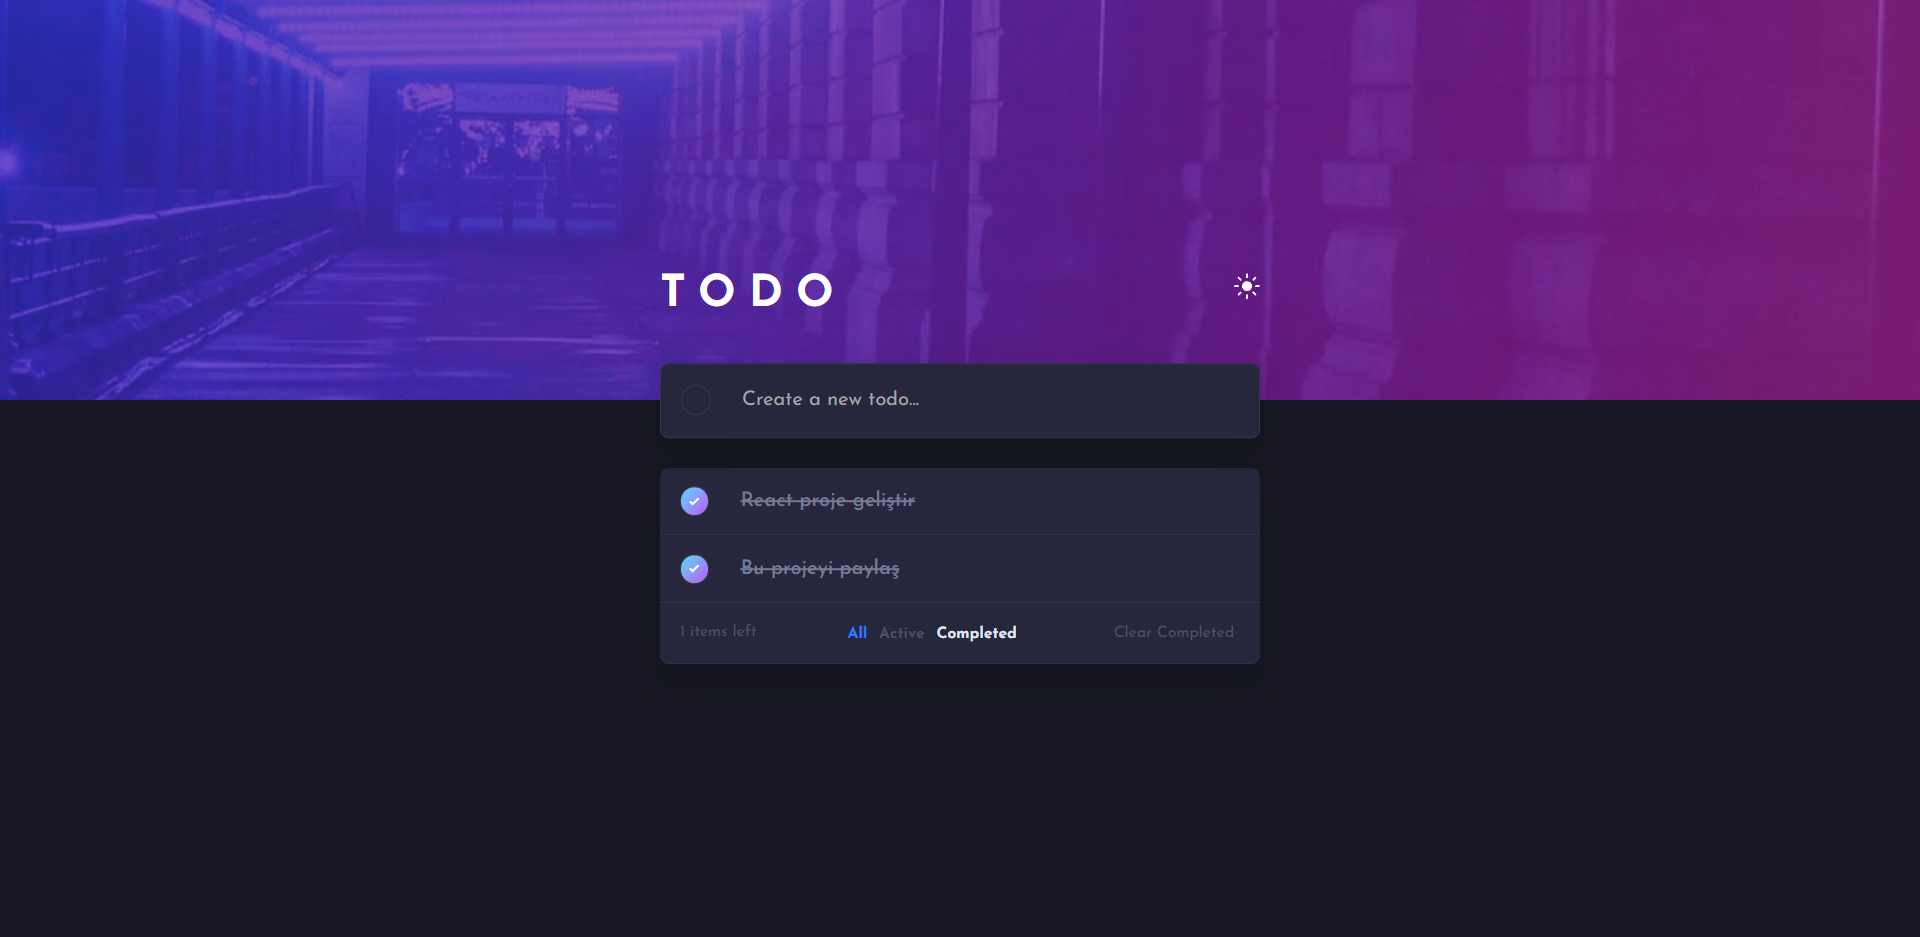 TODO
Create a new todo...
React proje geliştir
Bu projeyi paylaş
1 items left
All Active Completed
Clear Completed